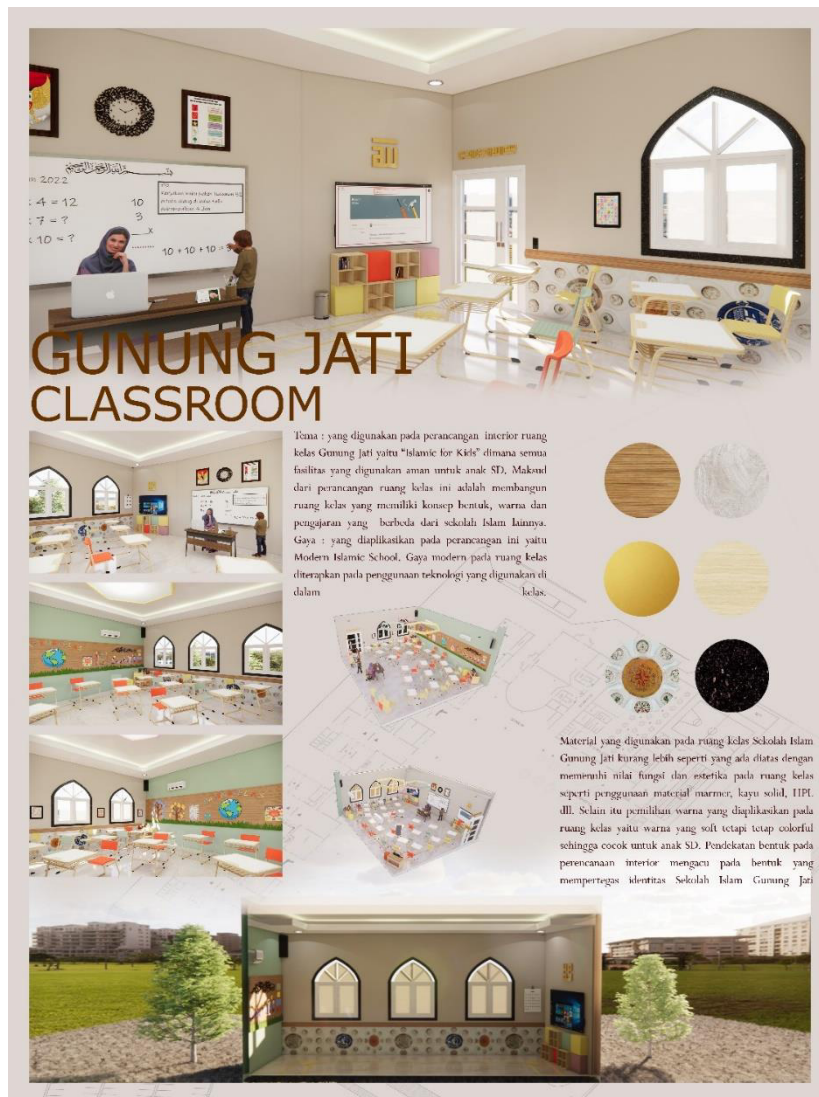 2022
4 = 12
7 = ?
10 = ?
10
3
x
10 + 10 + 10 =
GUNUNG JATI
CLASSROOM
Tema : yang digunakan pada perancangan interior ruang
kelas Gunung Jati yaitu “Islamic for Kids” dimana semua
fasilitas yang digunakan aman untuk anak SD. Maksud
dari perancangan ruang kelas ini adalah membangun
ruang kelas yang memiliki konsep bentuk, warna dan
pengajaran yang berbeda dari sekolah Islam lainnya.
Gaya : yang diaplikasikan pada perancangan ini yaitu
Modern Islamic School. Gaya modern pada ruang kelas
diterapkan pada penggunaan teknologi yang digunakan di
dalam kelas.
Material yang digunakan pada ruang kelas Sekolah Islam
Gunung Jati kurang lebih seperti yang ada diatas dengan
memenuhi nilai fungsi dan estetika pada ruang kelas
seperti penggunaan material marmer, kayu solid, HPL
dll. Selain itu pemilihan warna yang diaplikasikan pada
ruang kelas yaitu warna yang soft tetapi tetap colorful
sehingga cocok untuk anak SD. Pendekatan bentuk pada
perencanaan interior mengacu pada bentuk yang
mempertegas identitas Sekolah Islam Gunung Jati